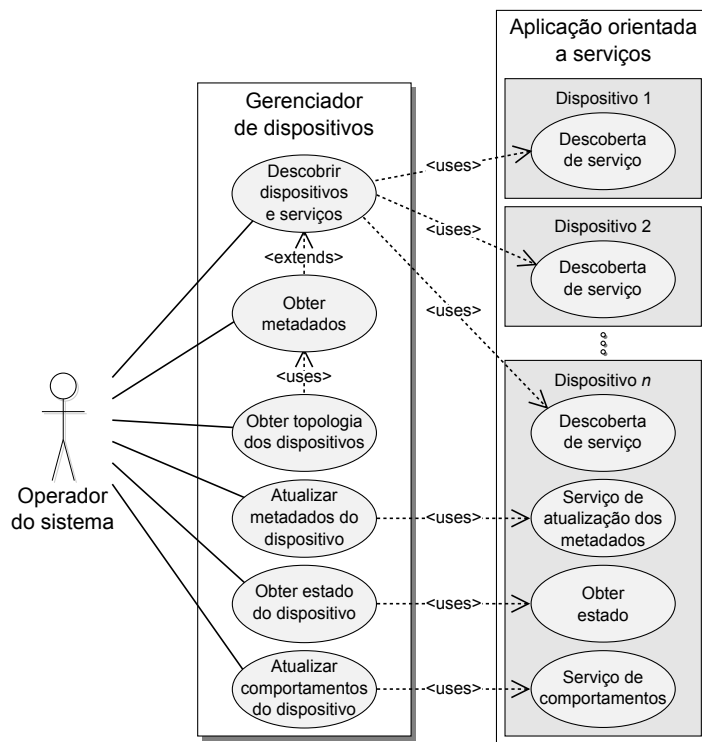 Aplicação orientada
a serviços
Gerenciador
de dispositivos
Dispositivo 1
Descobrir
dispositivos
e serviços
<uses>
Descoberta
de serviço
<uses>
Dispositivo 2
Descoberta
de serviço
<extends>
Obter
metadados
<uses>
<uses>
Dispositivo n
Obter topologia
dos dispositivos
Descoberta
de serviço
Operador
do sistema
Atualizar
metadados do
dispositivo
<uses>
Serviço de
atualização dos
metadados
Obter estado
do dispositivo
<uses>
Obter
estado
Atualizar
comportamentos
do dispositivo
<uses>
Serviço de
comportamentos